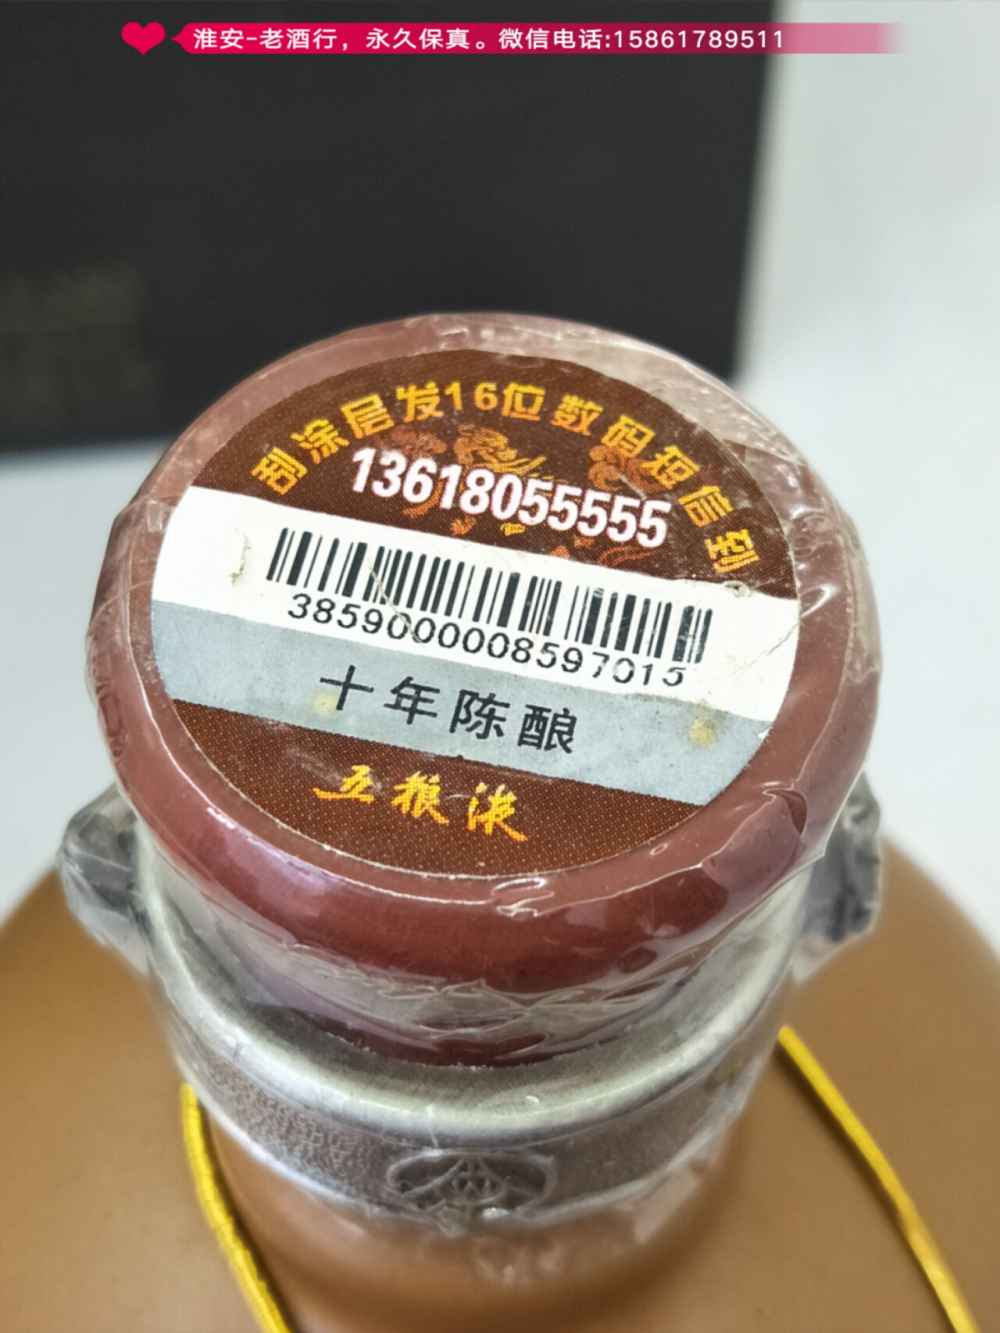 淮安-老酒行，永久保真。微信电话:15861789511
刮涂层发16位数码短信到
13618055555
3859000008597015
十年陈酿
五粮液